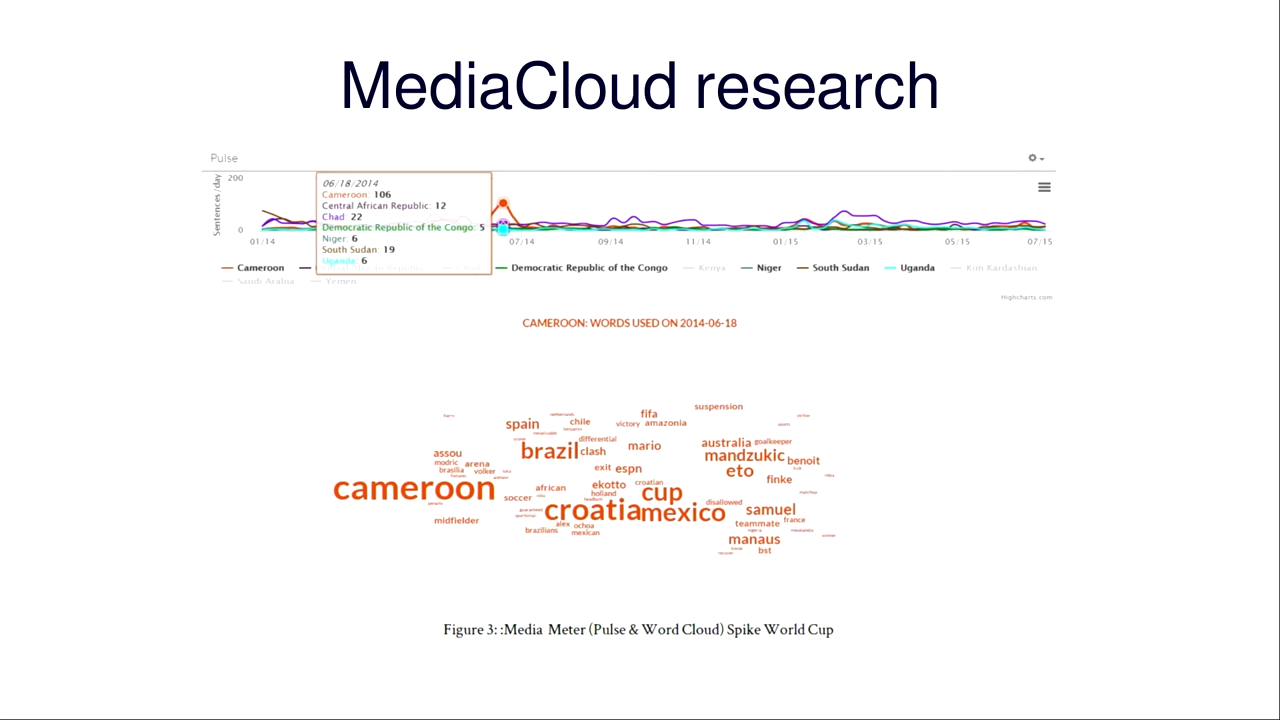 MediaCloud research
Pulse
Sentences/day
200
0
06/18/2014
Cameroon: 106
Central African Republic: 12
Chad: 22
Democratic Republic of the Congo: 5
Niger: 6
South Sudan: 19
Uganda: 6
01/14 07/14 09/14 11/14 01/15 03/15 05/15 07/15
Cameroon Democratic Republic of the Congo Kenya Niger South Sudan Uganda Kim Kardashian
Saudi Arabia Yemen
Highcharts.com
CAMEROON: WORDS USED ON 2014-06-18
suspension
fifa
spain chile victory amazonia
differential
assou brazil clash mario australia goalkeeper
modric arena mandzukic benoit
brasilia volker exit espn eto
finke
cameroon african ekotto croatian
soccer holland cup disallowed
croatia mexico samuel
midfielder alex ochoa teammate france
brazilians mexican manaus
bst
Figure 3: :Media Meter (Pulse & Word Cloud) Spike World Cup